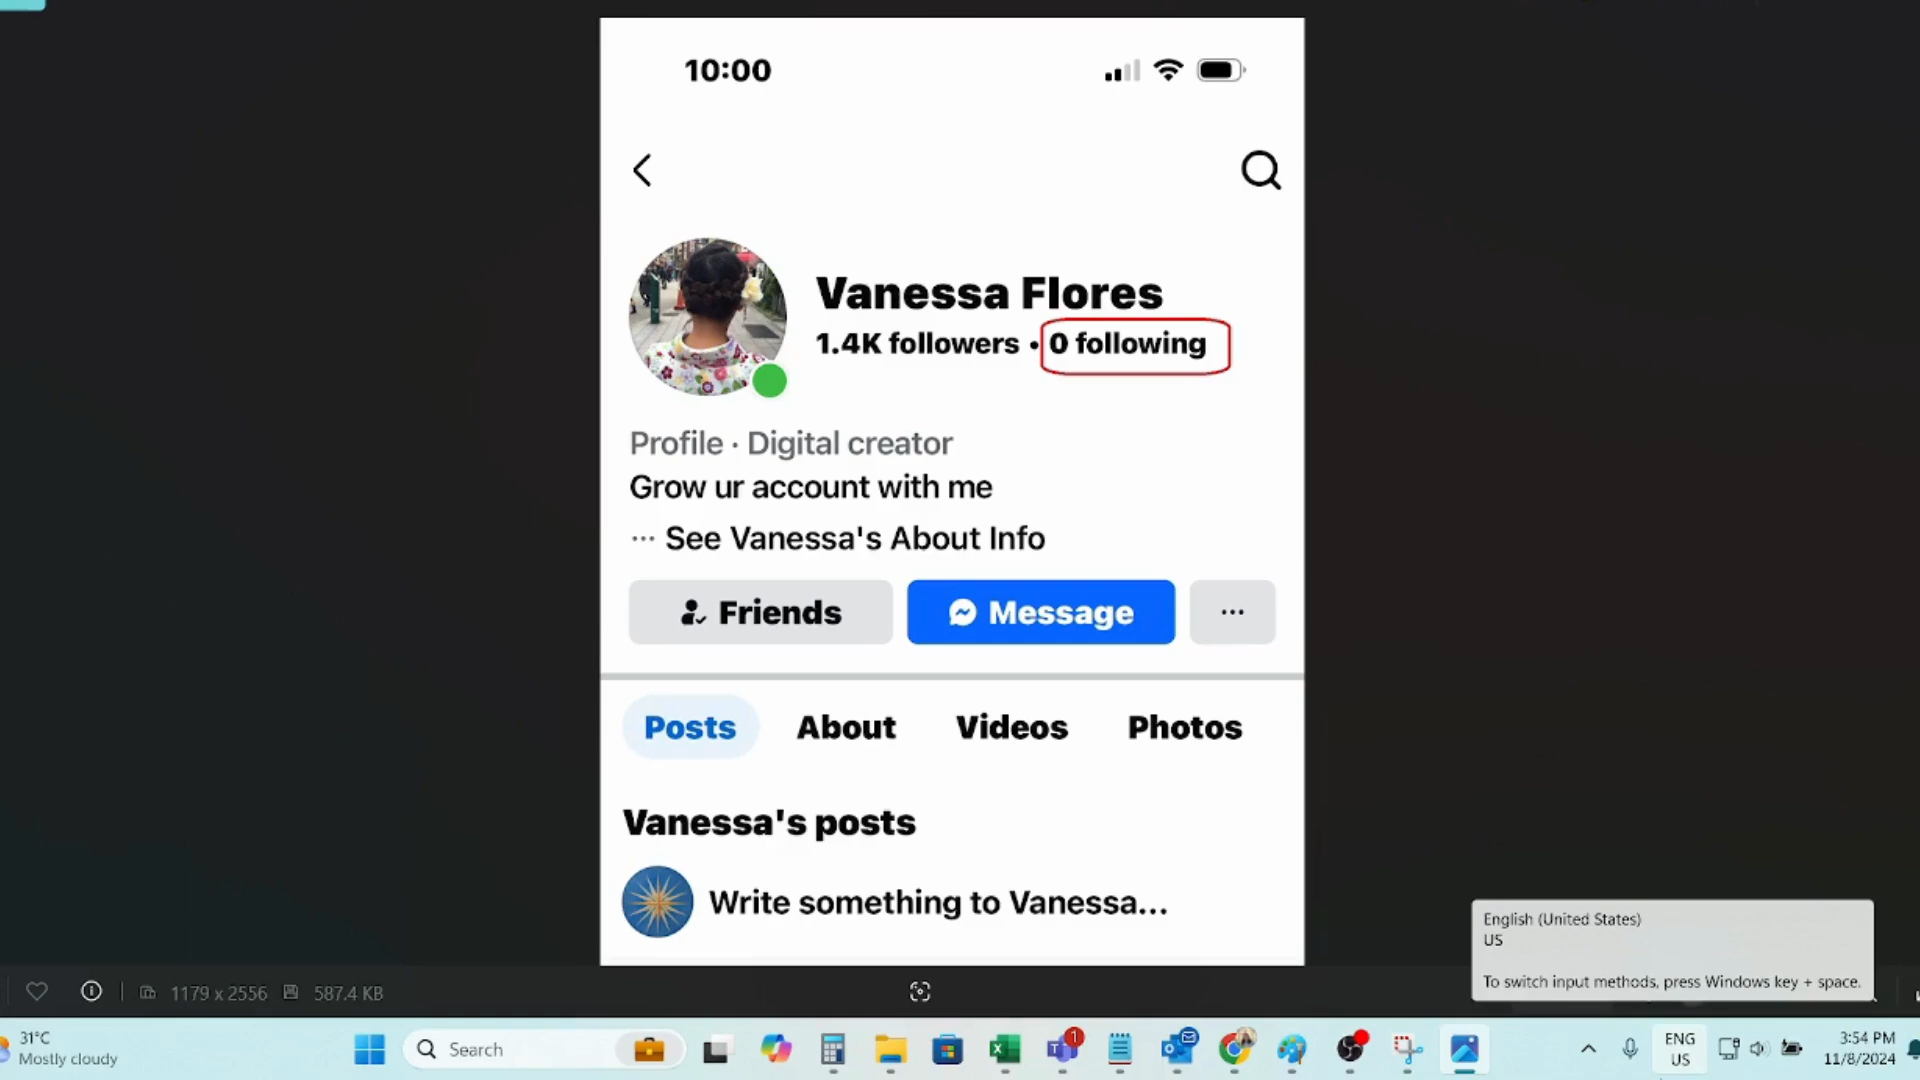 10:00
Vanessa Flores
1.4K followers • 0 following
Profile · Digital creator
Grow ur account with me
··· See Vanessa's About Info
Friends
Message
···
Posts
About
Videos
Photos
Vanessa's posts
Write something to Vanessa...
English (United States)
US
To switch input methods, press Windows key + space.
1179 x 2556
587.4 KB
31°C
Mostly cloudy
Search
1
ENG
US
3:54 PM
11/8/2024